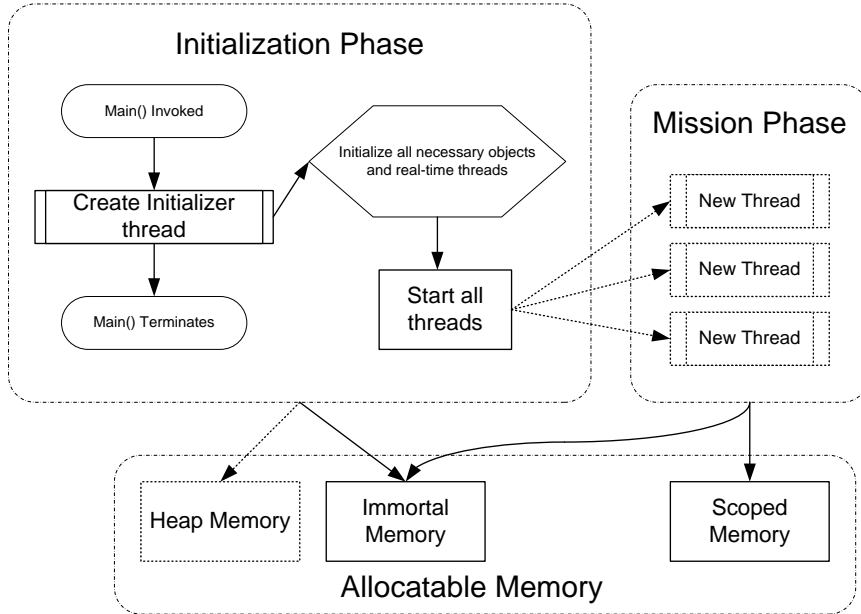 Initialization Phase
Main() Invoked
Create Initializer
thread
Main() Terminates
Initialize all necessary objects
and real-time threads
Start all
threads
Mission Phase
New Thread
New Thread
New Thread
Heap Memory
Immortal
Memory
Scoped
Memory
Allocatable Memory